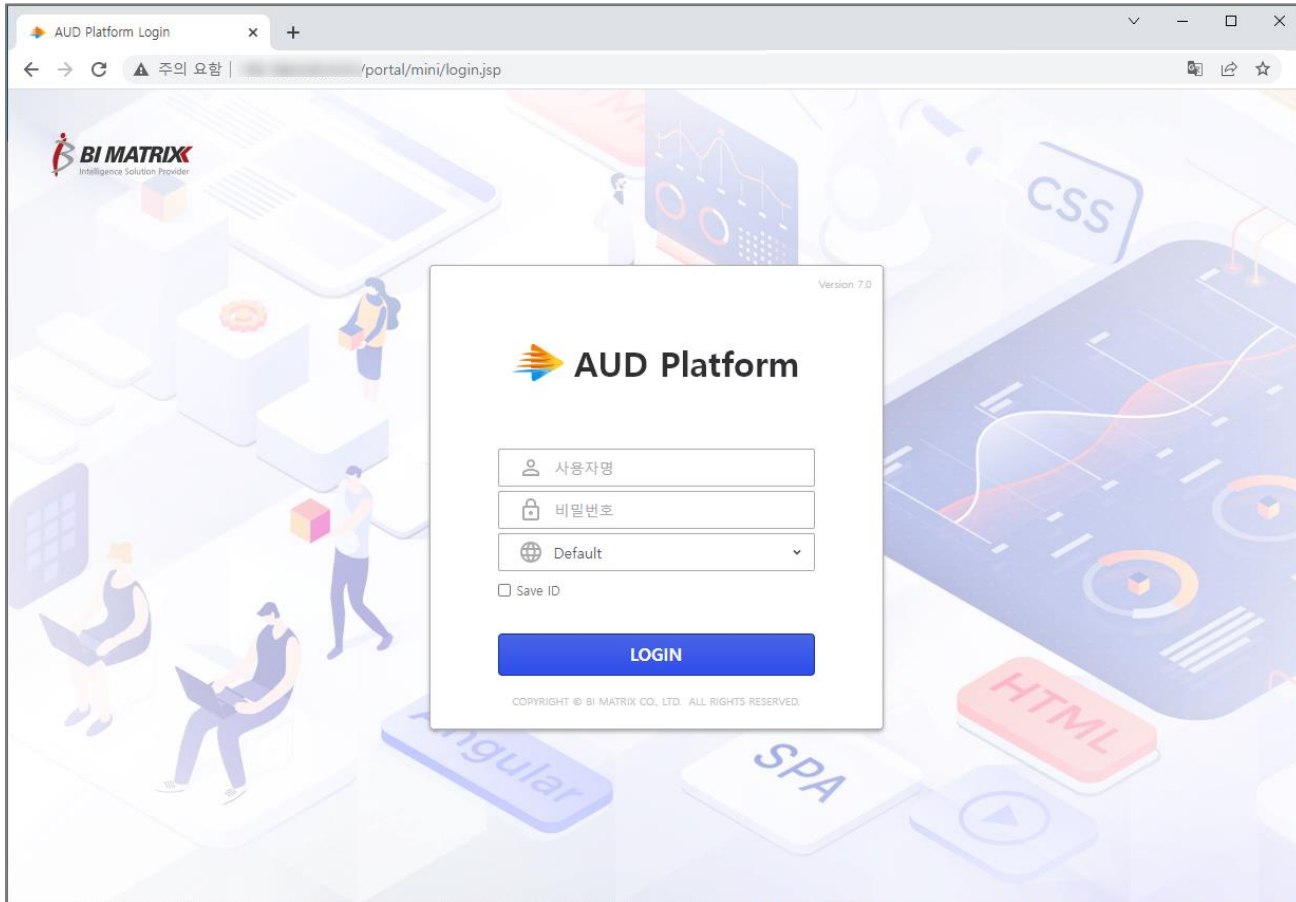 AUD Platform Login
주의 요함 /portal/mini/login.jsp
BI MATRIX
Intelligence Solution Provider
CSS
Version 7.0
AUD Platform
사용자명
비밀번호
Default
Save ID
LOGIN
COPYRIGHT © BI MATRIX CO., LTD. ALL RIGHTS RESERVED.
HTML
Angular
SPA